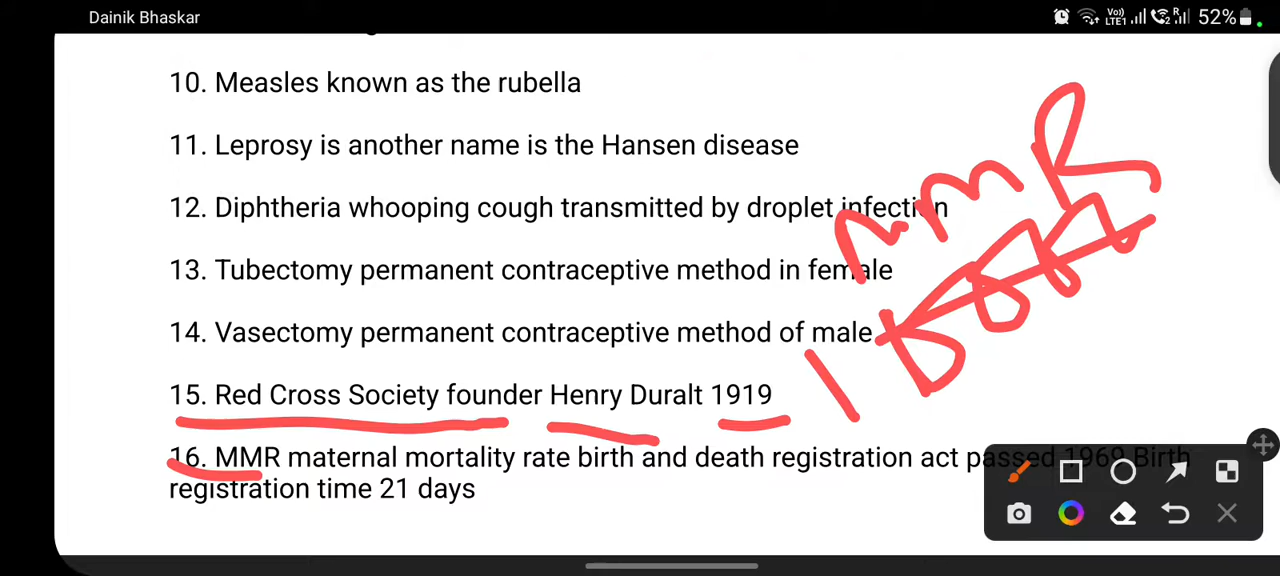 Dainik Bhaskar
Vo)) LTE1 R 2 52%
10. Measles known as the rubella
11. Leprosy is another name is the Hansen disease
12. Diphtheria whooping cough transmitted by droplet infection
13. Tubectomy permanent contraceptive method in female
14. Vasectomy permanent contraceptive method of male
15. Red Cross Society founder Henry Duralt 1919
16. MMR maternal mortality rate birth and death registration act passed 1969 Birth
registration time 21 days
MMR